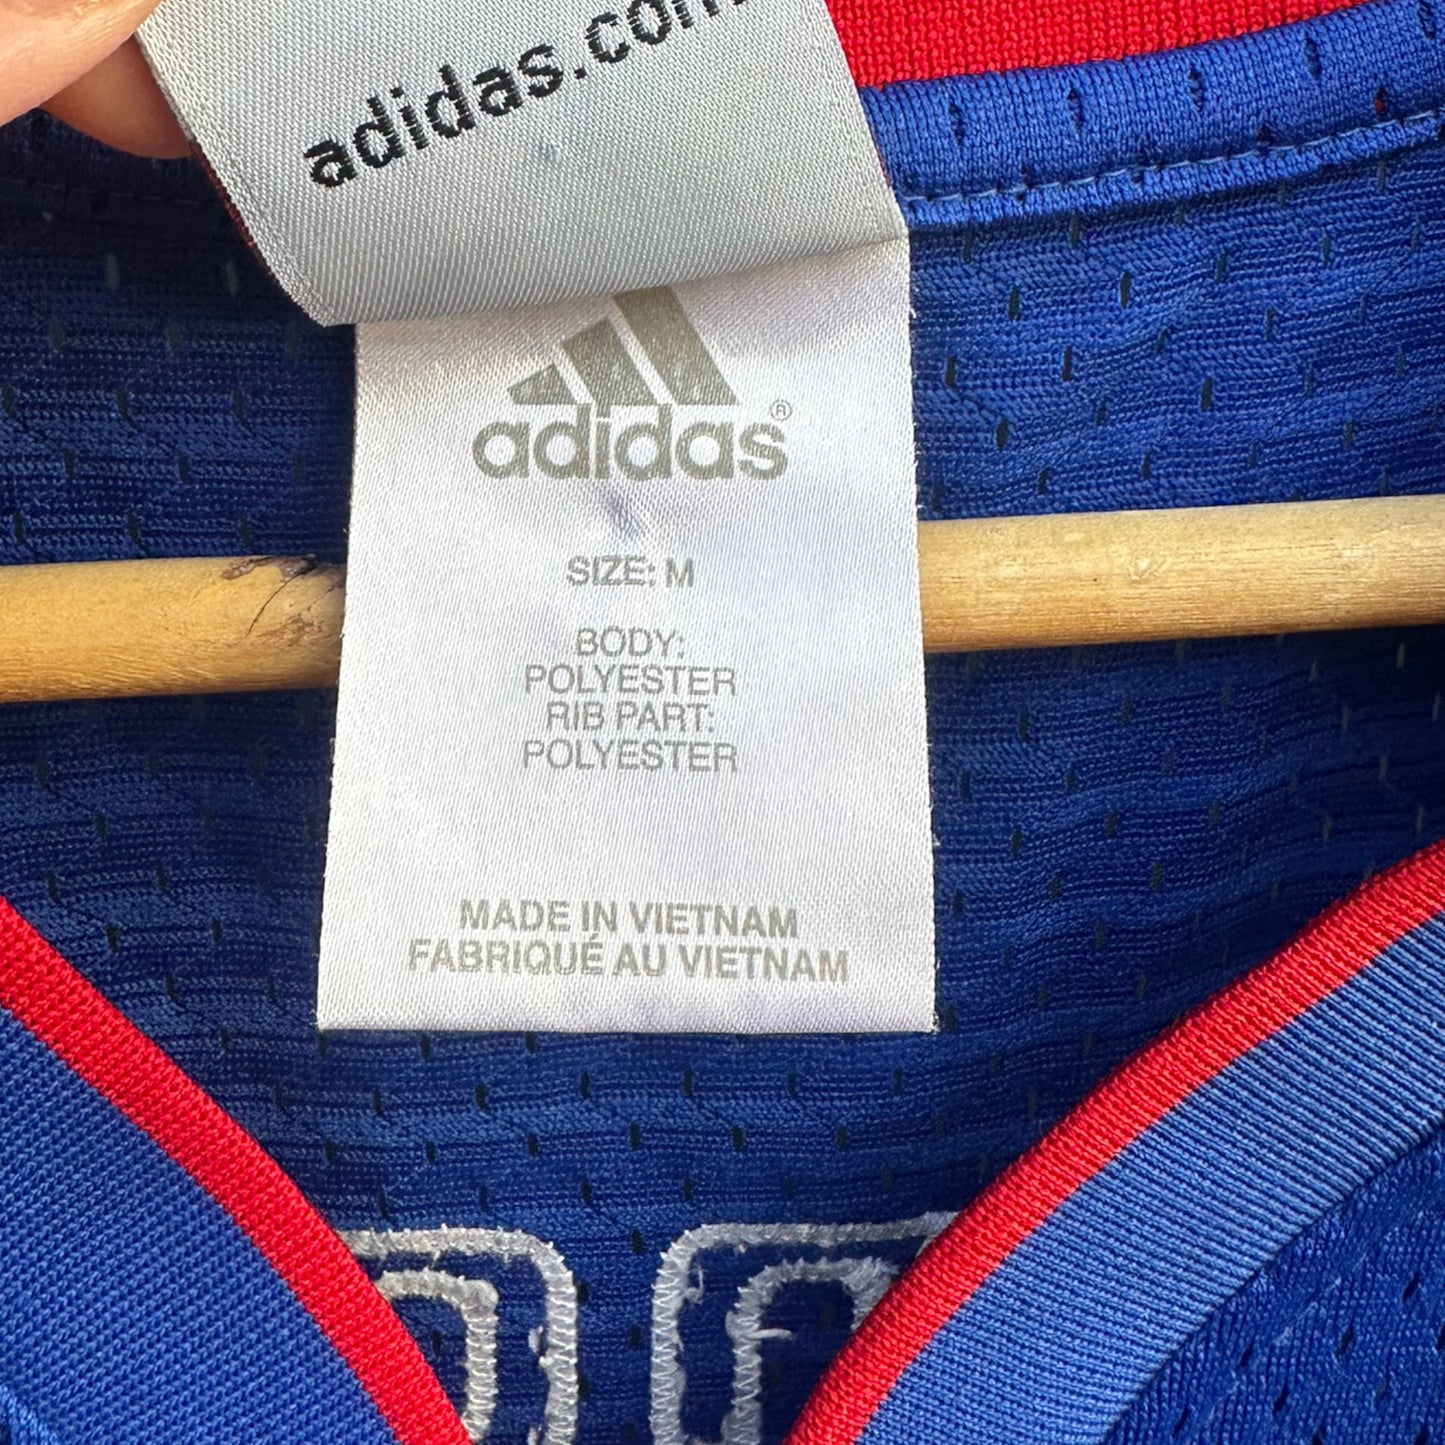 adidas.com
adidas®
SIZE: M
BODY:
POLYESTER
RIB PART:
POLYESTER
MADE IN VIETNAM
FABRIQUÉ AU VIETNAM